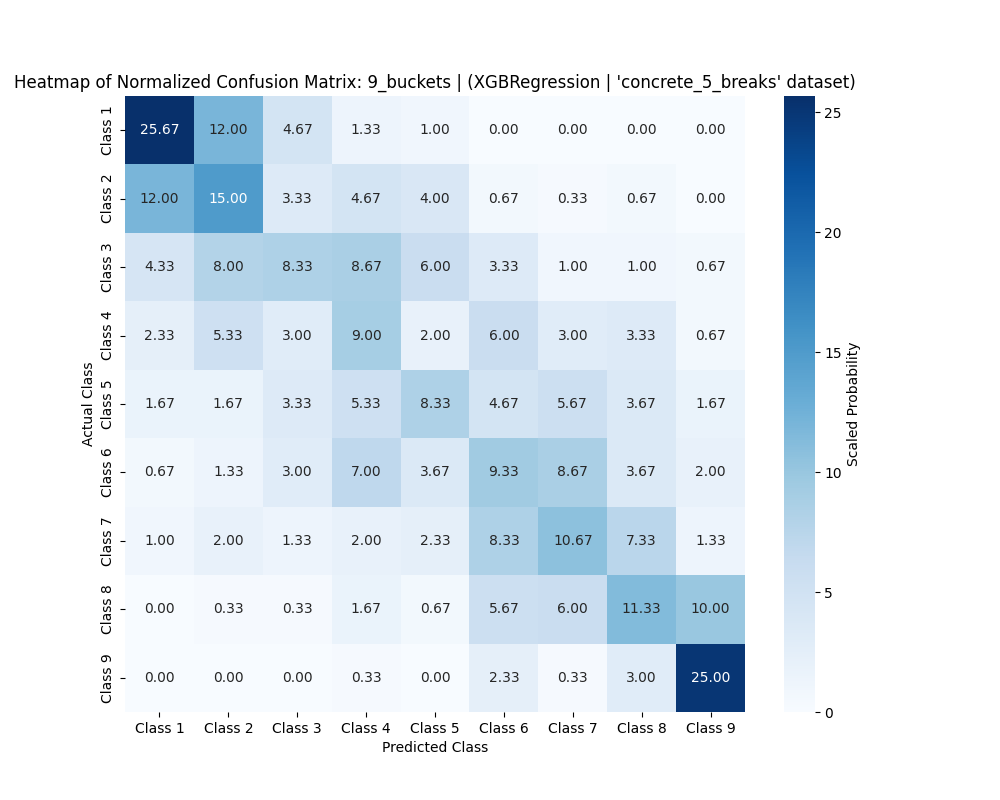 Heatmap of Normalized Confusion Matrix: 9_buckets | (XGBRegression | 'concrete_5_breaks' dataset)
Class 1 25.67 12.00 4.67 1.33 1.00 0.00 0.00 0.00 0.00
Class 2 12.00 15.00 3.33 4.67 4.00 0.67 0.33 0.67 0.00
Class 3 4.33 8.00 8.33 8.67 6.00 3.33 1.00 1.00 0.67
Class 4 2.33 5.33 3.00 9.00 2.00 6.00 3.00 3.33 0.67
Class 5 1.67 1.67 3.33 5.33 8.33 4.67 5.67 3.67 1.67
Class 6 0.67 1.33 3.00 7.00 3.67 9.33 8.67 3.67 2.00
Class 7 1.00 2.00 1.33 2.00 2.33 8.33 10.67 7.33 1.33
Class 8 0.00 0.33 0.33 1.67 0.67 5.67 6.00 11.33 10.00
Class 9 0.00 0.00 0.00 0.33 0.00 2.33 0.33 3.00 25.00
Class 1 Class 2 Class 3 Class 4 Class 5 Class 6 Class 7 Class 8 Class 9
Predicted Class
Actual Class
25
20
15
10
5
0
Scaled Probability